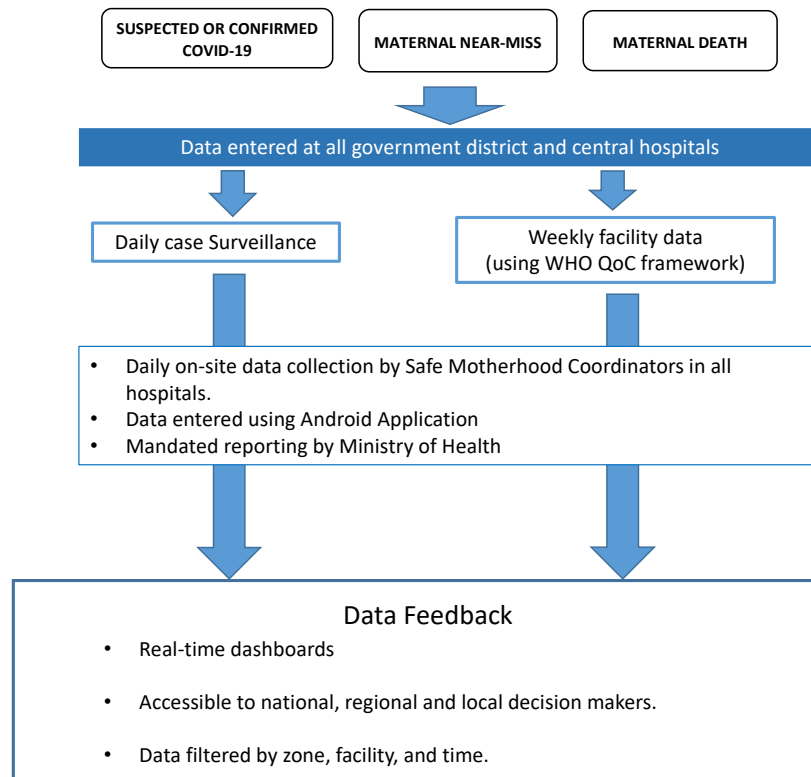 SUSPECTED OR CONFIRMED
COVID-19
MATERNAL NEAR-MISS
MATERNAL DEATH
Data entered at all government district and central hospitals
Daily case Surveillance
Weekly facility data
(using WHO QoC framework)
• Daily on-site data collection by Safe Motherhood Coordinators in all
hospitals.
• Data entered using Android Application
• Mandated reporting by Ministry of Health
Data Feedback
• Real-time dashboards
• Accessible to national, regional and local decision makers.
• Data filtered by zone, facility, and time.